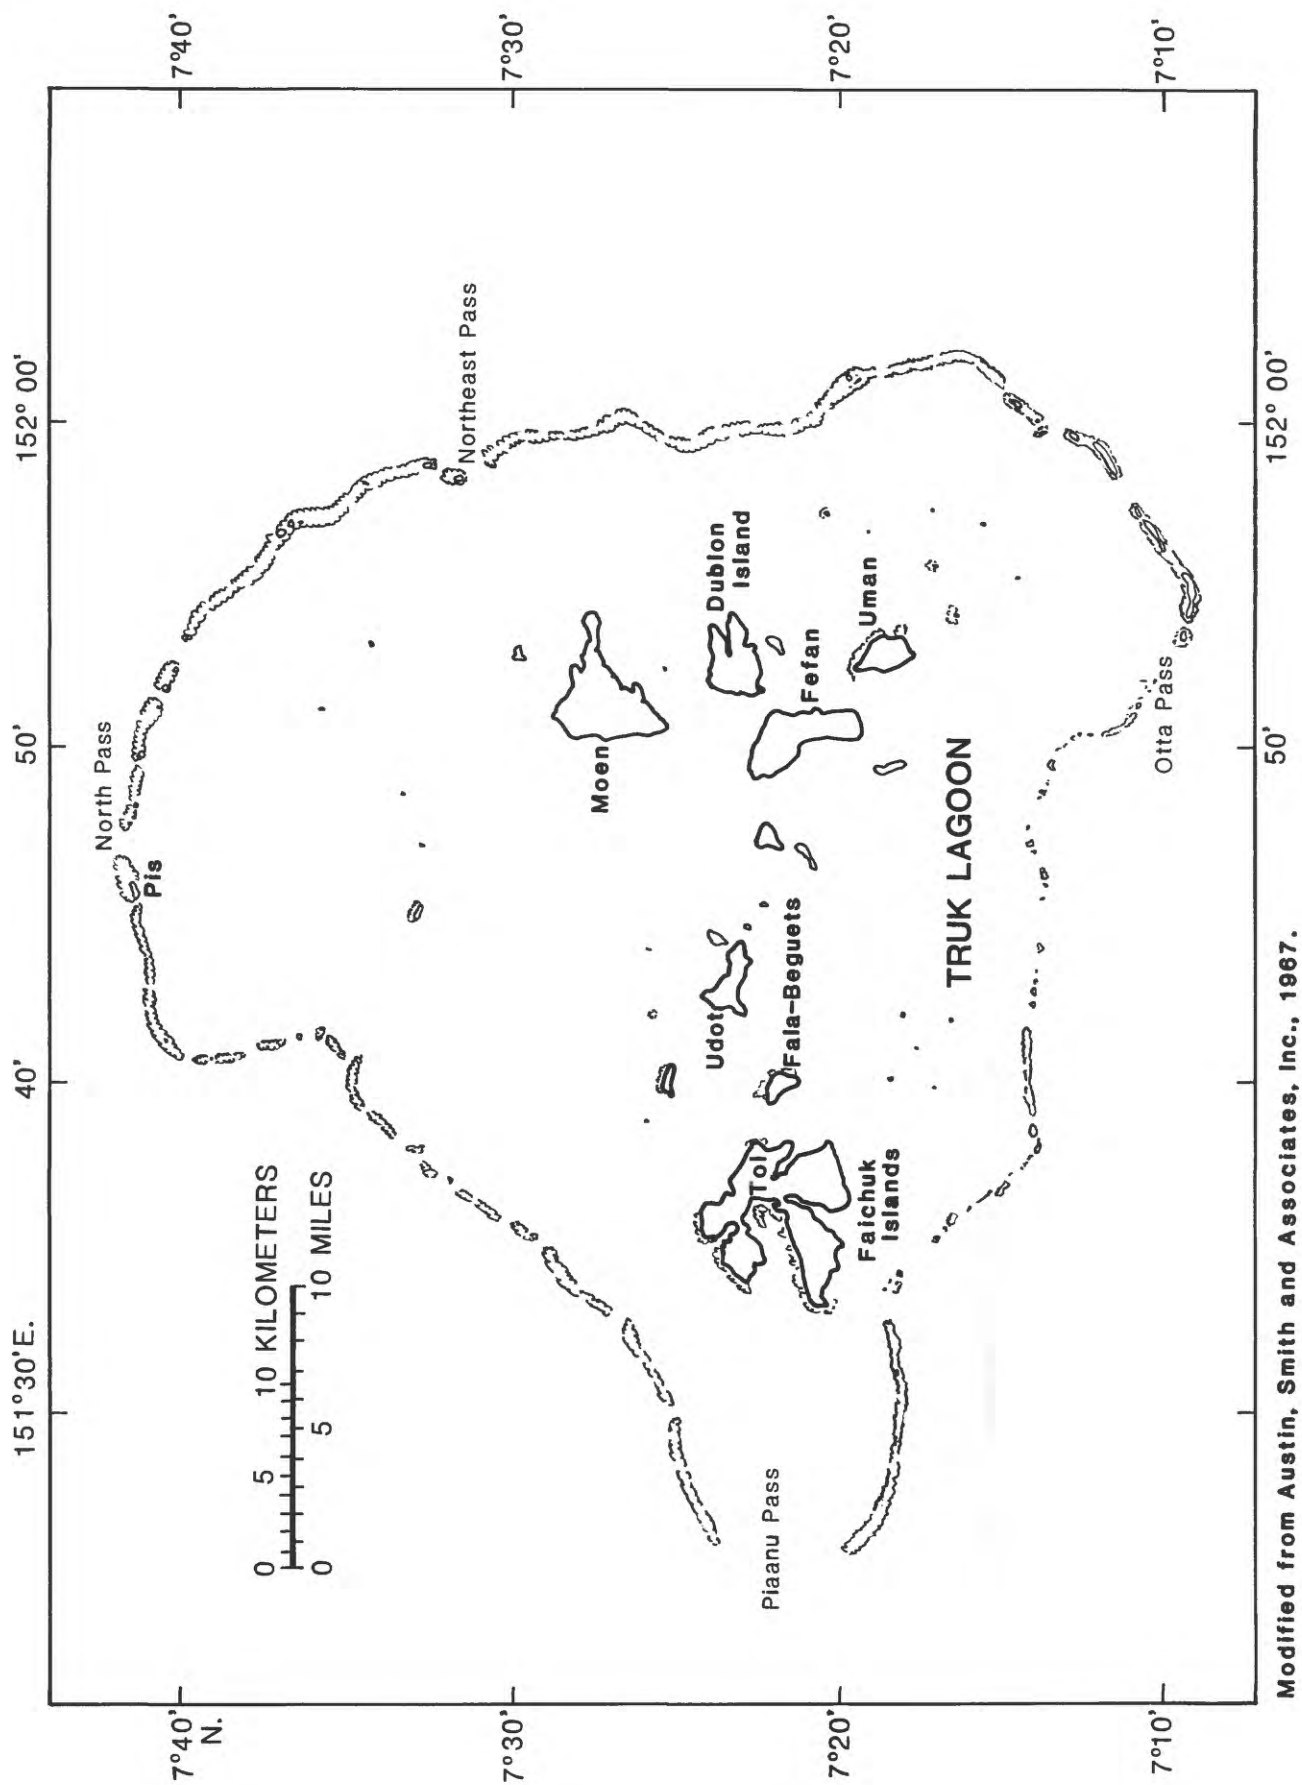 151°30'E.
40'
50'
152° 00'
7°40'
N.
7°40'
0 5 10 KILOMETERS
0 5 10 MILES
North Pass
Pis
Northeast Pass
7°30'
7°30'
Moen
Udot
Dublon
Island
Tol
Fala-Beguets
Fefan
Uman
Piaanu Pass
Faichuk
Islands
7°20'
7°20'
TRUK LAGOON
Otta Pass
7°10'
7°10'
50'
152° 00'
Modified from Austin, Smith and Associates, Inc., 1967.